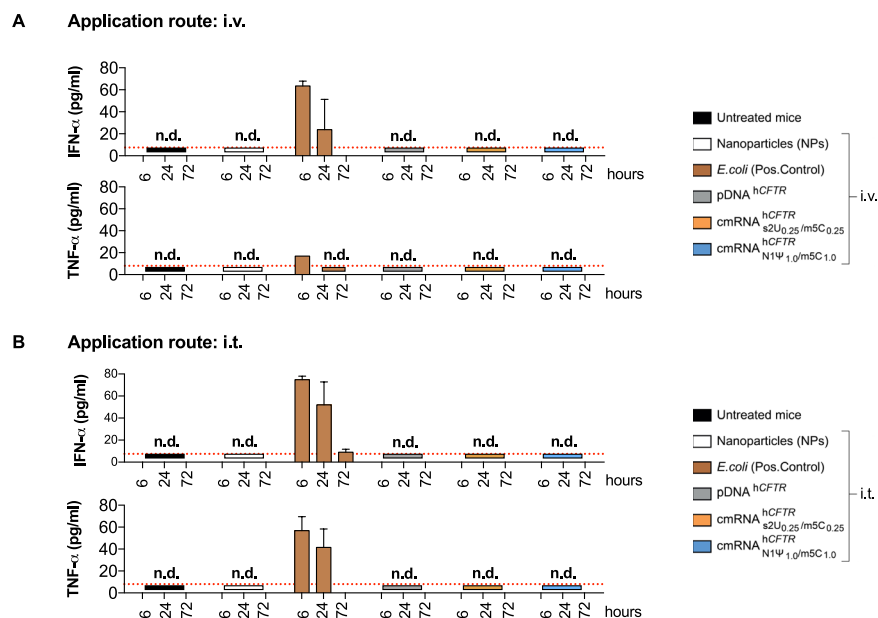 A Application route: i.v.
IFN-α (pg/ml)
80
60
40
20
0
n.d. n.d. n.d. n.d. n.d.
6 24 72 6 24 72 6 24 72 6 24 72 6 24 72 6 24 72 hours
TNF-α (pg/ml)
80
60
40
20
0
n.d. n.d. n.d. n.d. n.d. n.d.
6 24 72 6 24 72 6 24 72 6 24 72 6 24 72 6 24 72 hours
Untreated mice
Nanoparticles (NPs)
E.coli (Pos.Control)
pDNA hCFTR
cmRNA hCFTR s2U0.25/m5C0.25
cmRNA hCFTR N1Ψ1.0/m5C1.0
i.v.
B Application route: i.t.
IFN-α (pg/ml)
80
60
40
20
0
n.d. n.d. n.d. n.d. n.d.
6 24 72 6 24 72 6 24 72 6 24 72 6 24 72 6 24 72 hours
TNF-α (pg/ml)
80
60
40
20
0
n.d. n.d. n.d. n.d. n.d.
6 24 72 6 24 72 6 24 72 6 24 72 6 24 72 6 24 72 hours
Untreated mice
Nanoparticles (NPs)
E.coli (Pos.Control)
pDNA hCFTR
cmRNA hCFTR s2U0.25/m5C0.25
cmRNA hCFTR N1Ψ1.0/m5C1.0
i.t.